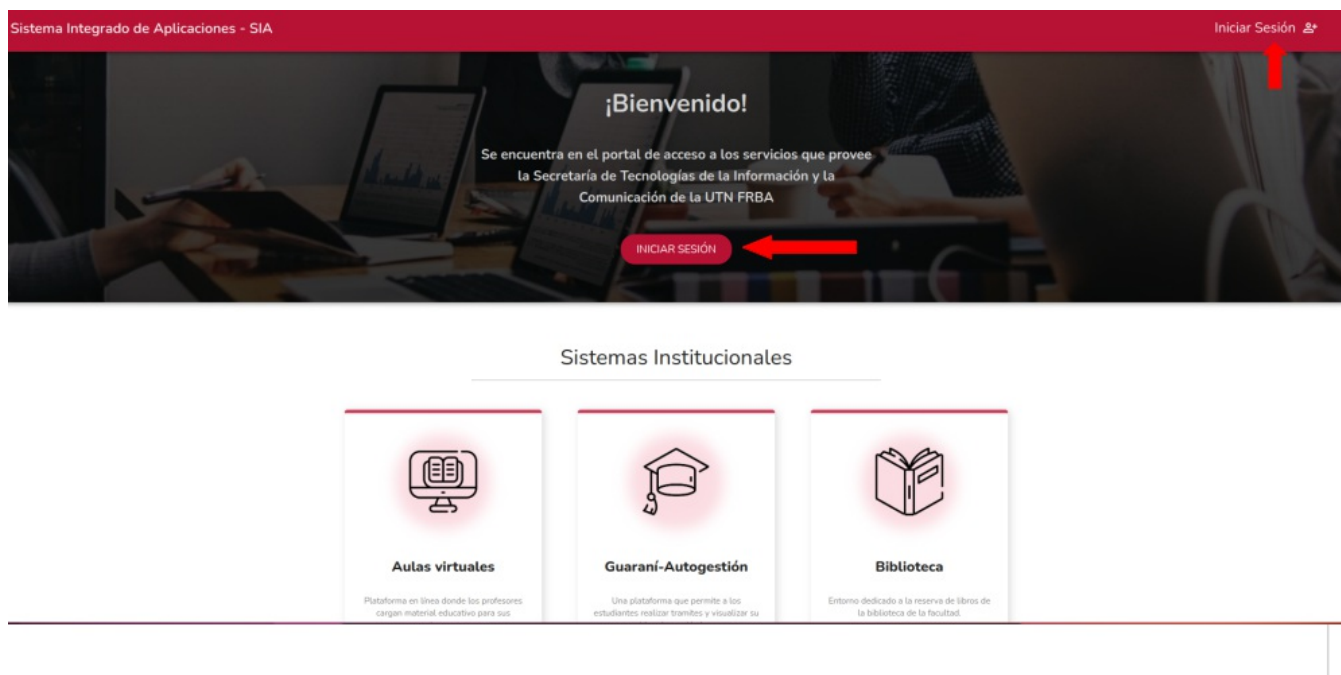 Sistema Integrado de Aplicaciones - SIA
Iniciar Sesión
¡Bienvenido!
Se encuentra en el portal de acceso a los servicios que provee
la Secretaría de Tecnologías de la Información y la
Comunicación de la UTN FRBA
INICIAR SESIÓN
Sistemas Institucionales
Aulas virtuales
Plataforma en línea donde los profesores
cargan material educativo para sus
Guaraní-Autogestión
Una plataforma que permite a los
estudiantes realizar tramites y visualizar su
Biblioteca
Entorno dedicado a la reserva de libros de
la biblioteca de la facultad.